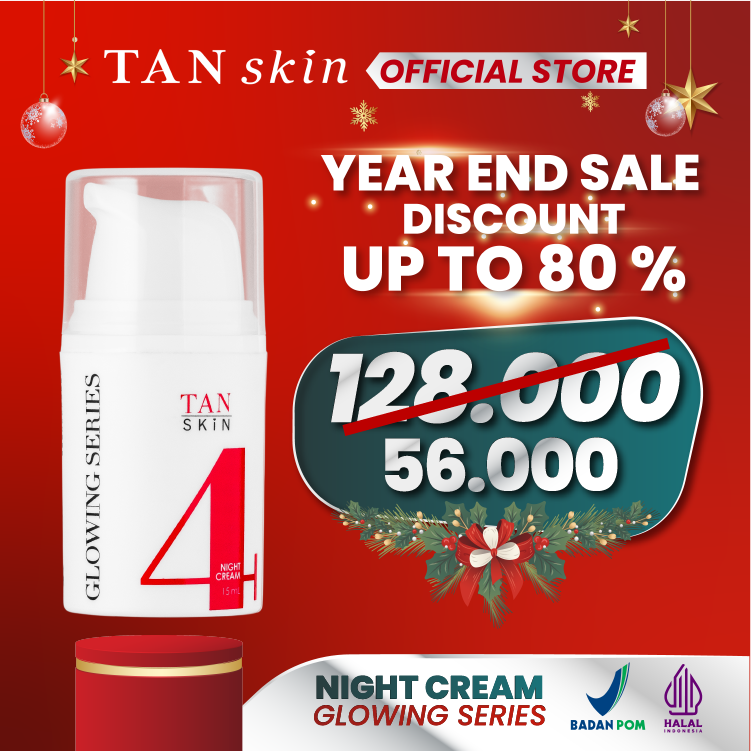 TAN skin OFFICIAL STORE
YEAR END SALE
DISCOUNT
UP TO 80 %
128.000
56.000
GLOWING SERIES
TAN
SKiN
4
NIGHT
CREAM
15 mL
NIGHT CREAM
GLOWING SERIES
BADAN POM
HALAL
INDONESIA